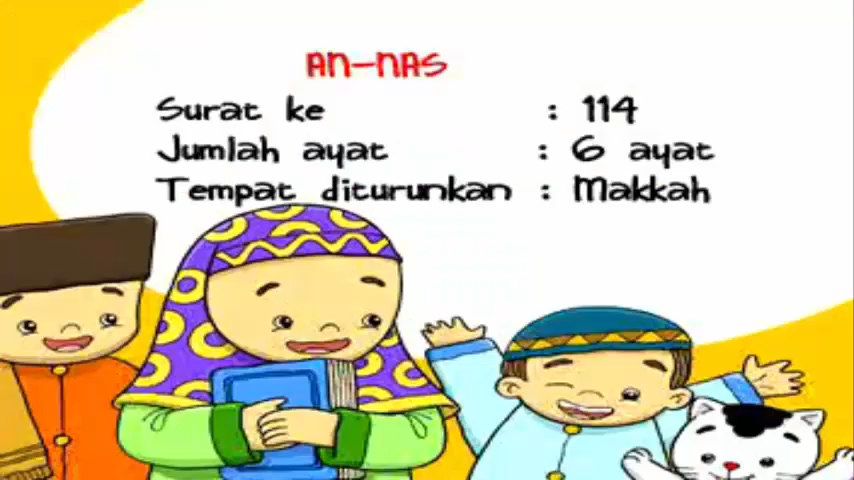 AN-NAS
Surat ke : 114
Jumlah ayat : 6 ayat
Tempat diturunkan : Makkah